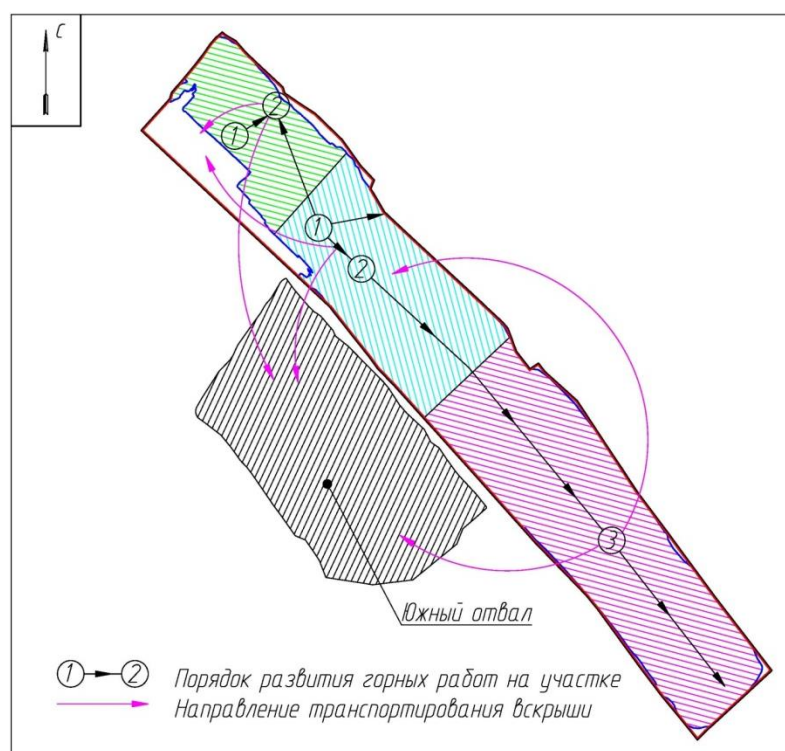 С
2
1
1
2
3
Южный отвал
1 2 Порядок развития горных работ на участке
Направление транспортирования вскрыши